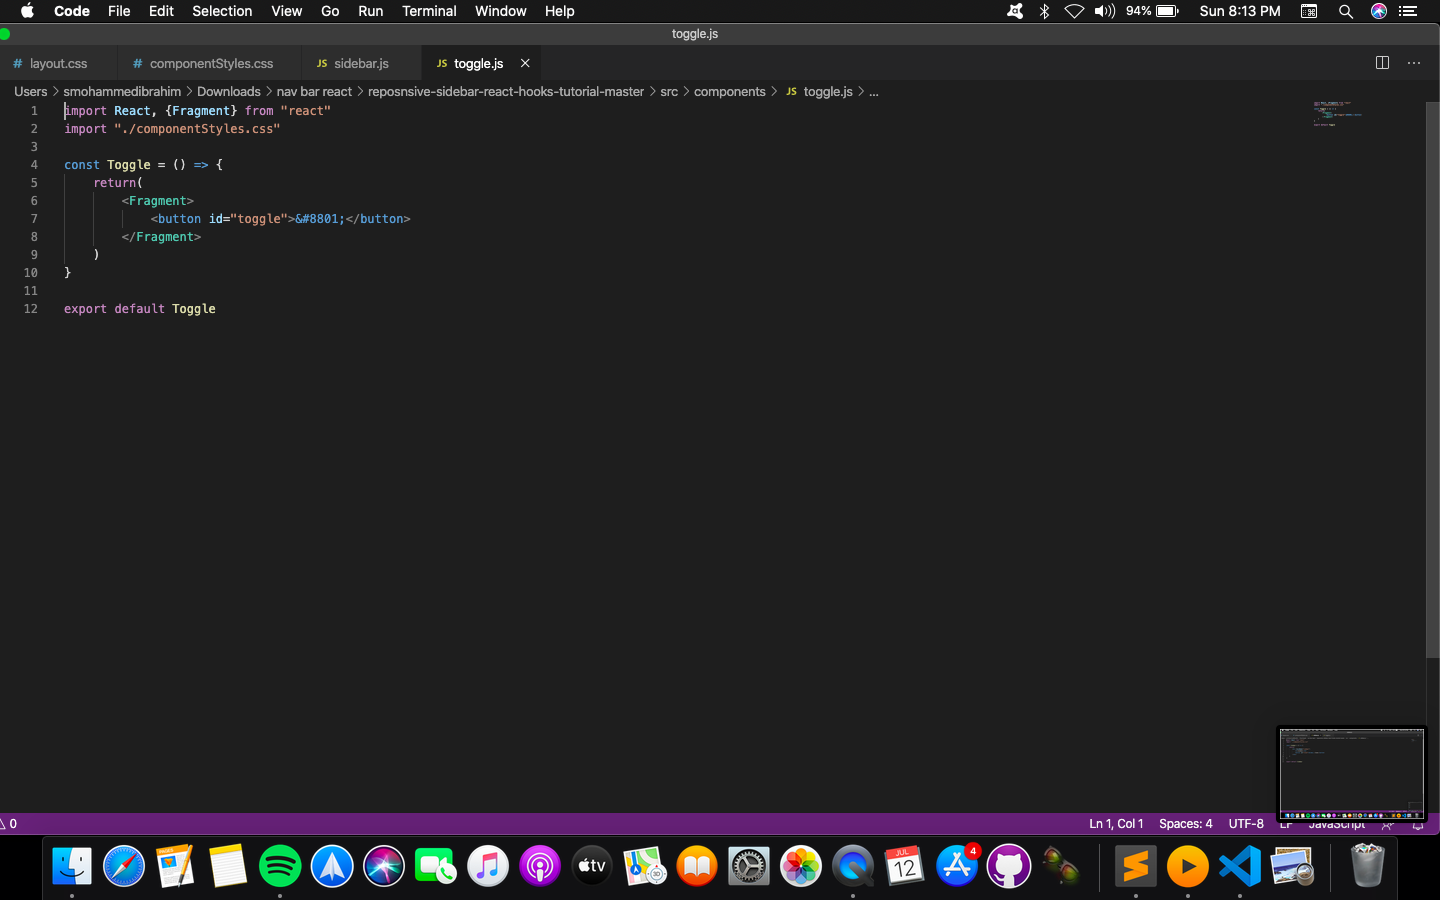 Code File Edit Selection View Go Run Terminal Window Help 94% Sun 8:13 PM
toggle.js
# layout.css # componentStyles.css JS sidebar.js JS toggle.js
Users > smohammedibrahim > Downloads > nav bar react > reposnsive-sidebar-react-hooks-tutorial-master > src > components > JS toggle.js > ...
1 import React, {Fragment} from "react"
2 import "./componentStyles.css"
3
4 const Toggle = () => {
5 return(
6 <Fragment>
7 <button id="toggle">&#8801;</button>
8 </Fragment>
9 )
10 }
11
12 export default Toggle
0 Ln 1, Col 1 Spaces: 4 UTF-8 LF JavaScript
PAGES
tv
3D
JUL
12
4